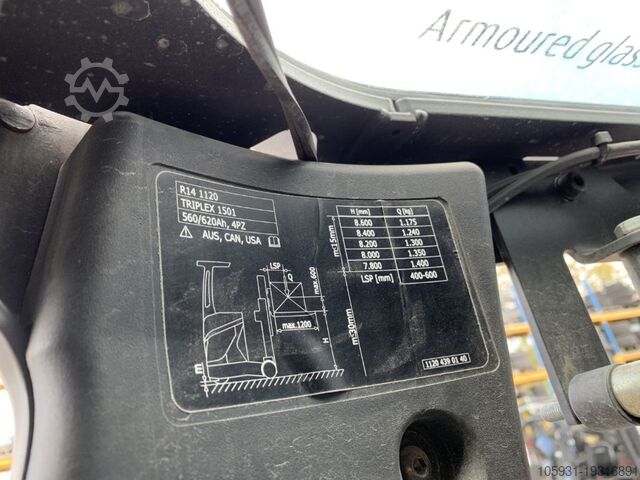 Armoured glass
R14 1120
TRIPLEX 1501
560/620Ah, 4PZ
AUS, CAN, USA
H [mm] Q [kg]
8.600 1.175
8.400 1.240
8.200 1.300
8.000 1.350
7.800 1.400
LSP [mm] 400-600
m≤15mm
m≤30mm
LSP
Q
max.600
max.1200
H
E
1120 439 01 40
105931-19346891